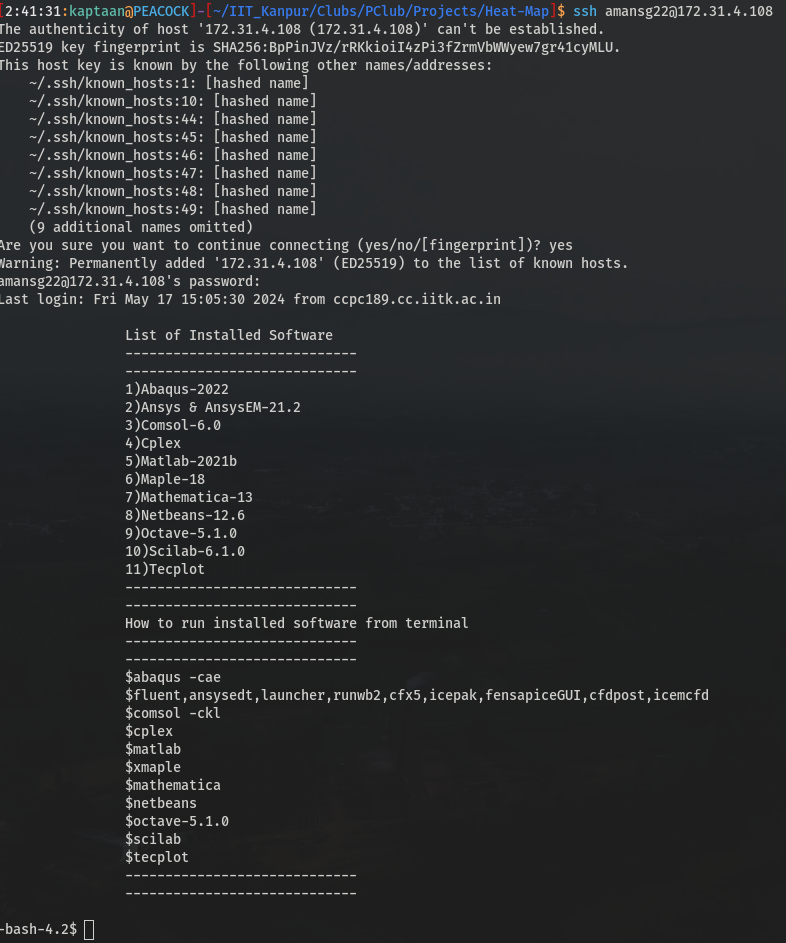 [2:41:31:kaptaan@PEACOCK]-[~/IIT_Kanpur/Clubs/PClub/Projects/Heat-Map]$ ssh amansg22@172.31.4.108
The authenticity of host '172.31.4.108 (172.31.4.108)' can't be established.
ED25519 key fingerprint is SHA256:BpPinJVz/rRKkioiI4zPi3fZrmVbWWyew7gr41cyMLU.
This host key is known by the following other names/addresses:
    ~/.ssh/known_hosts:1: [hashed name]
    ~/.ssh/known_hosts:10: [hashed name]
    ~/.ssh/known_hosts:44: [hashed name]
    ~/.ssh/known_hosts:45: [hashed name]
    ~/.ssh/known_hosts:46: [hashed name]
    ~/.ssh/known_hosts:47: [hashed name]
    ~/.ssh/known_hosts:48: [hashed name]
    ~/.ssh/known_hosts:49: [hashed name]
    (9 additional names omitted)
Are you sure you want to continue connecting (yes/no/[fingerprint])? yes
Warning: Permanently added '172.31.4.108' (ED25519) to the list of known hosts.
amansg22@172.31.4.108's password:
Last login: Fri May 17 15:05:30 2024 from ccpc189.cc.iitk.ac.in
List of Installed Software
-----------------------------
-----------------------------
1)Abaqus-2022
2)Ansys & AnsysEM-21.2
3)Comsol-6.0
4)Cplex
5)Matlab-2021b
6)Maple-18
7)Mathematica-13
8)Netbeans-12.6
9)Octave-5.1.0
10)Scilab-6.1.0
11)Tecplot
-----------------------------
-----------------------------
How to run installed software from terminal
-----------------------------
-----------------------------
$abaqus -cae
$fluent,ansysedt,launcher,runwb2,cfx5,icepak,fensapiceGUI,cfdpost,icemcfd
$comsol -ckl
$cplex
$matlab
$xmaple
$mathematica
$netbeans
$octave-5.1.0
$scilab
$tecplot
-----------------------------
-----------------------------
-bash-4.2$